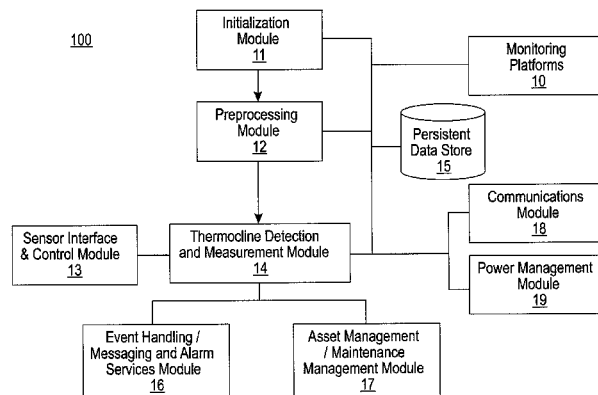 100
Initialization
Module
11
Monitoring
Platforms
10
Preprocessing
Module
12
Persistent
Data Store
15
Communications
Module
18
Sensor Interface
& Control Module
13
Thermocline Detection
and Measurement Module
14
Power Management
Module
19
Event Handling /
Messaging and Alarm
Services Module
16
Asset Management
/ Maintenance
Management Module
17